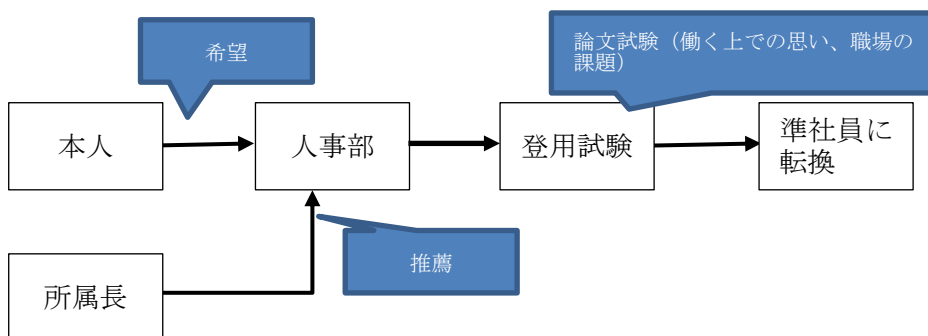 希望
論文試験（働く上での思い、職場の
課題）
本人
人事部
登用試験
準社員に
転換
推薦
所属長